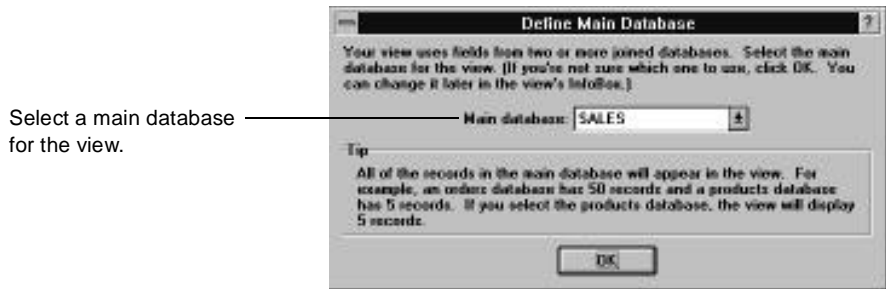 Define Main Database
?
Your view uses fields from two or more joined databases. Select the main
database for the view. (If you're not sure which one to use, click OK. You
can change it later in the view's InfoBox.)
Select a main database
for the view.
Main database: SALES
Tip
All of the records in the main database will appear in the view. For
example, an orders database has 50 records and a products database
has 5 records. If you select the products database, the view will display
5 records.
OK